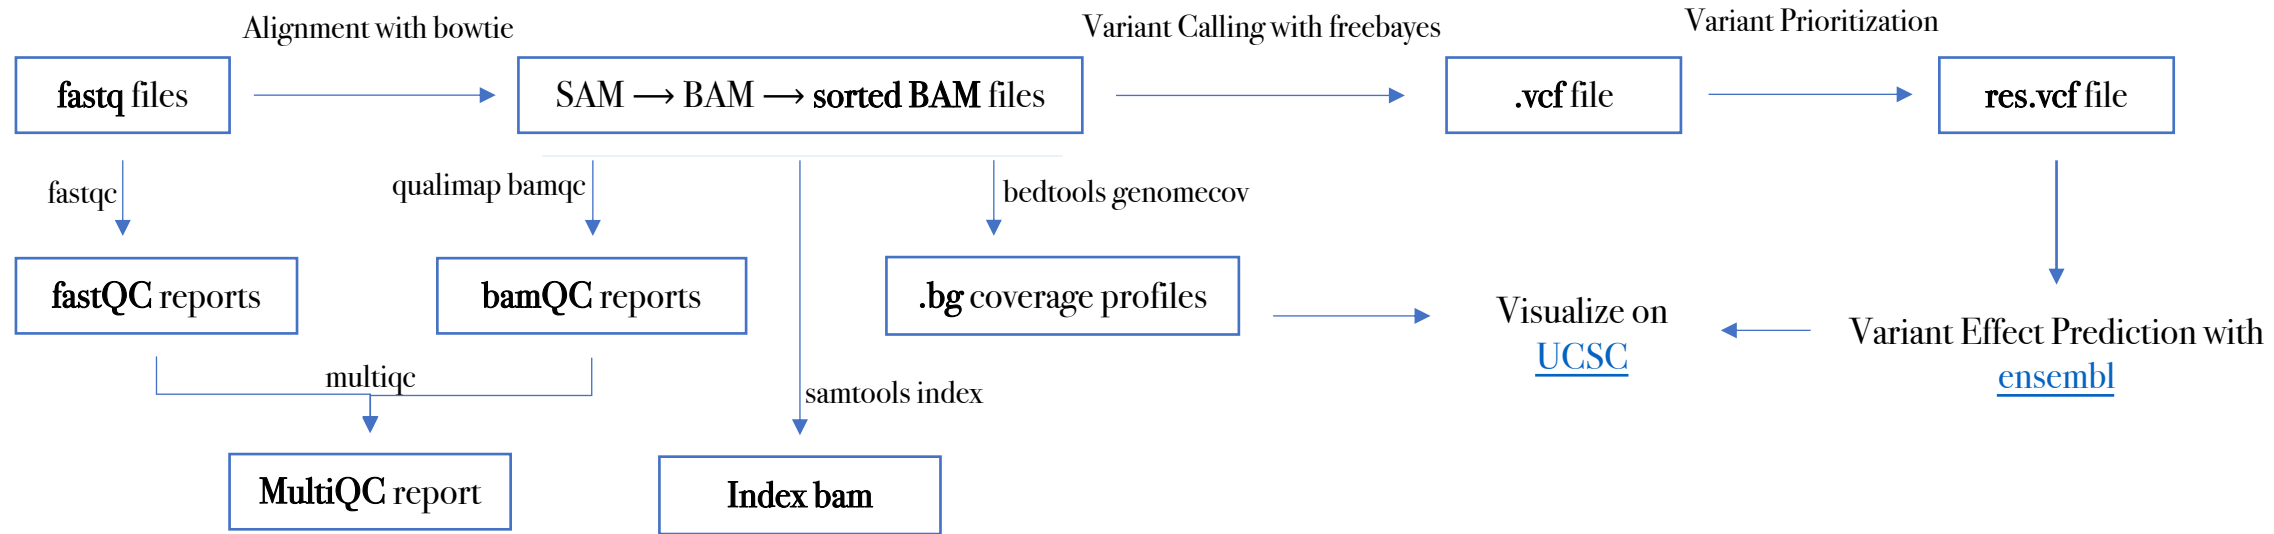 Alignment with bowtie
Variant Calling with freebayes
Variant Prioritization
fastq files
SAM → BAM → sorted BAM files
.vcf file
res.vcf file
fastqc
qualimap bamqc
bedtools genomecov
fastQC reports
bamQC reports
.bg coverage profiles
Visualize on
UCSC
Variant Effect Prediction with
ensembl
multiqc
samtools index
MultiQC report
Index bam